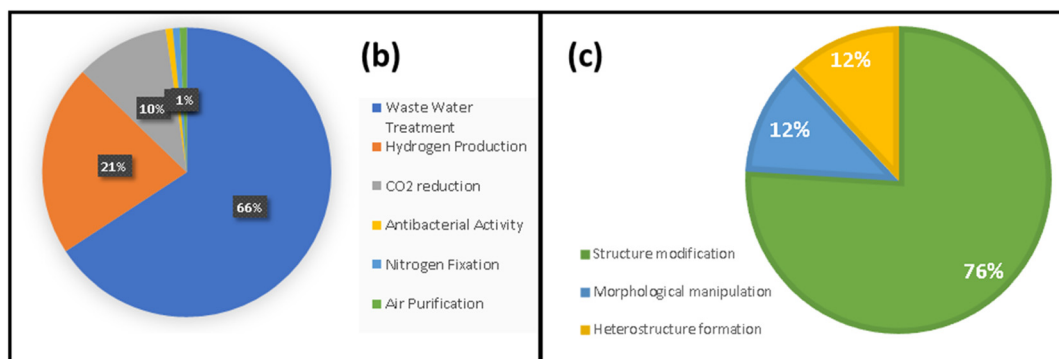 (b)
66%
21%
10%
1%
Waste Water
Treatment
Hydrogen Production
CO2 reduction
Antibacterial Activity
Nitrogen Fixation
Air Purification
(c)
12%
12%
76%
Structure modification
Morphological manipulation
Heterostructure formation